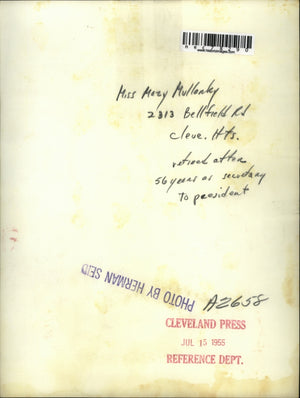 Miss Mary Mullarky
2313 Bellfield Rd
Cleve. Hts.
retired after
56 years as secretary
to president
PHOTO BY HERMAN SEID
A2658
CLEVELAND PRESS
JUL 15 1955
REFERENCE DEPT.